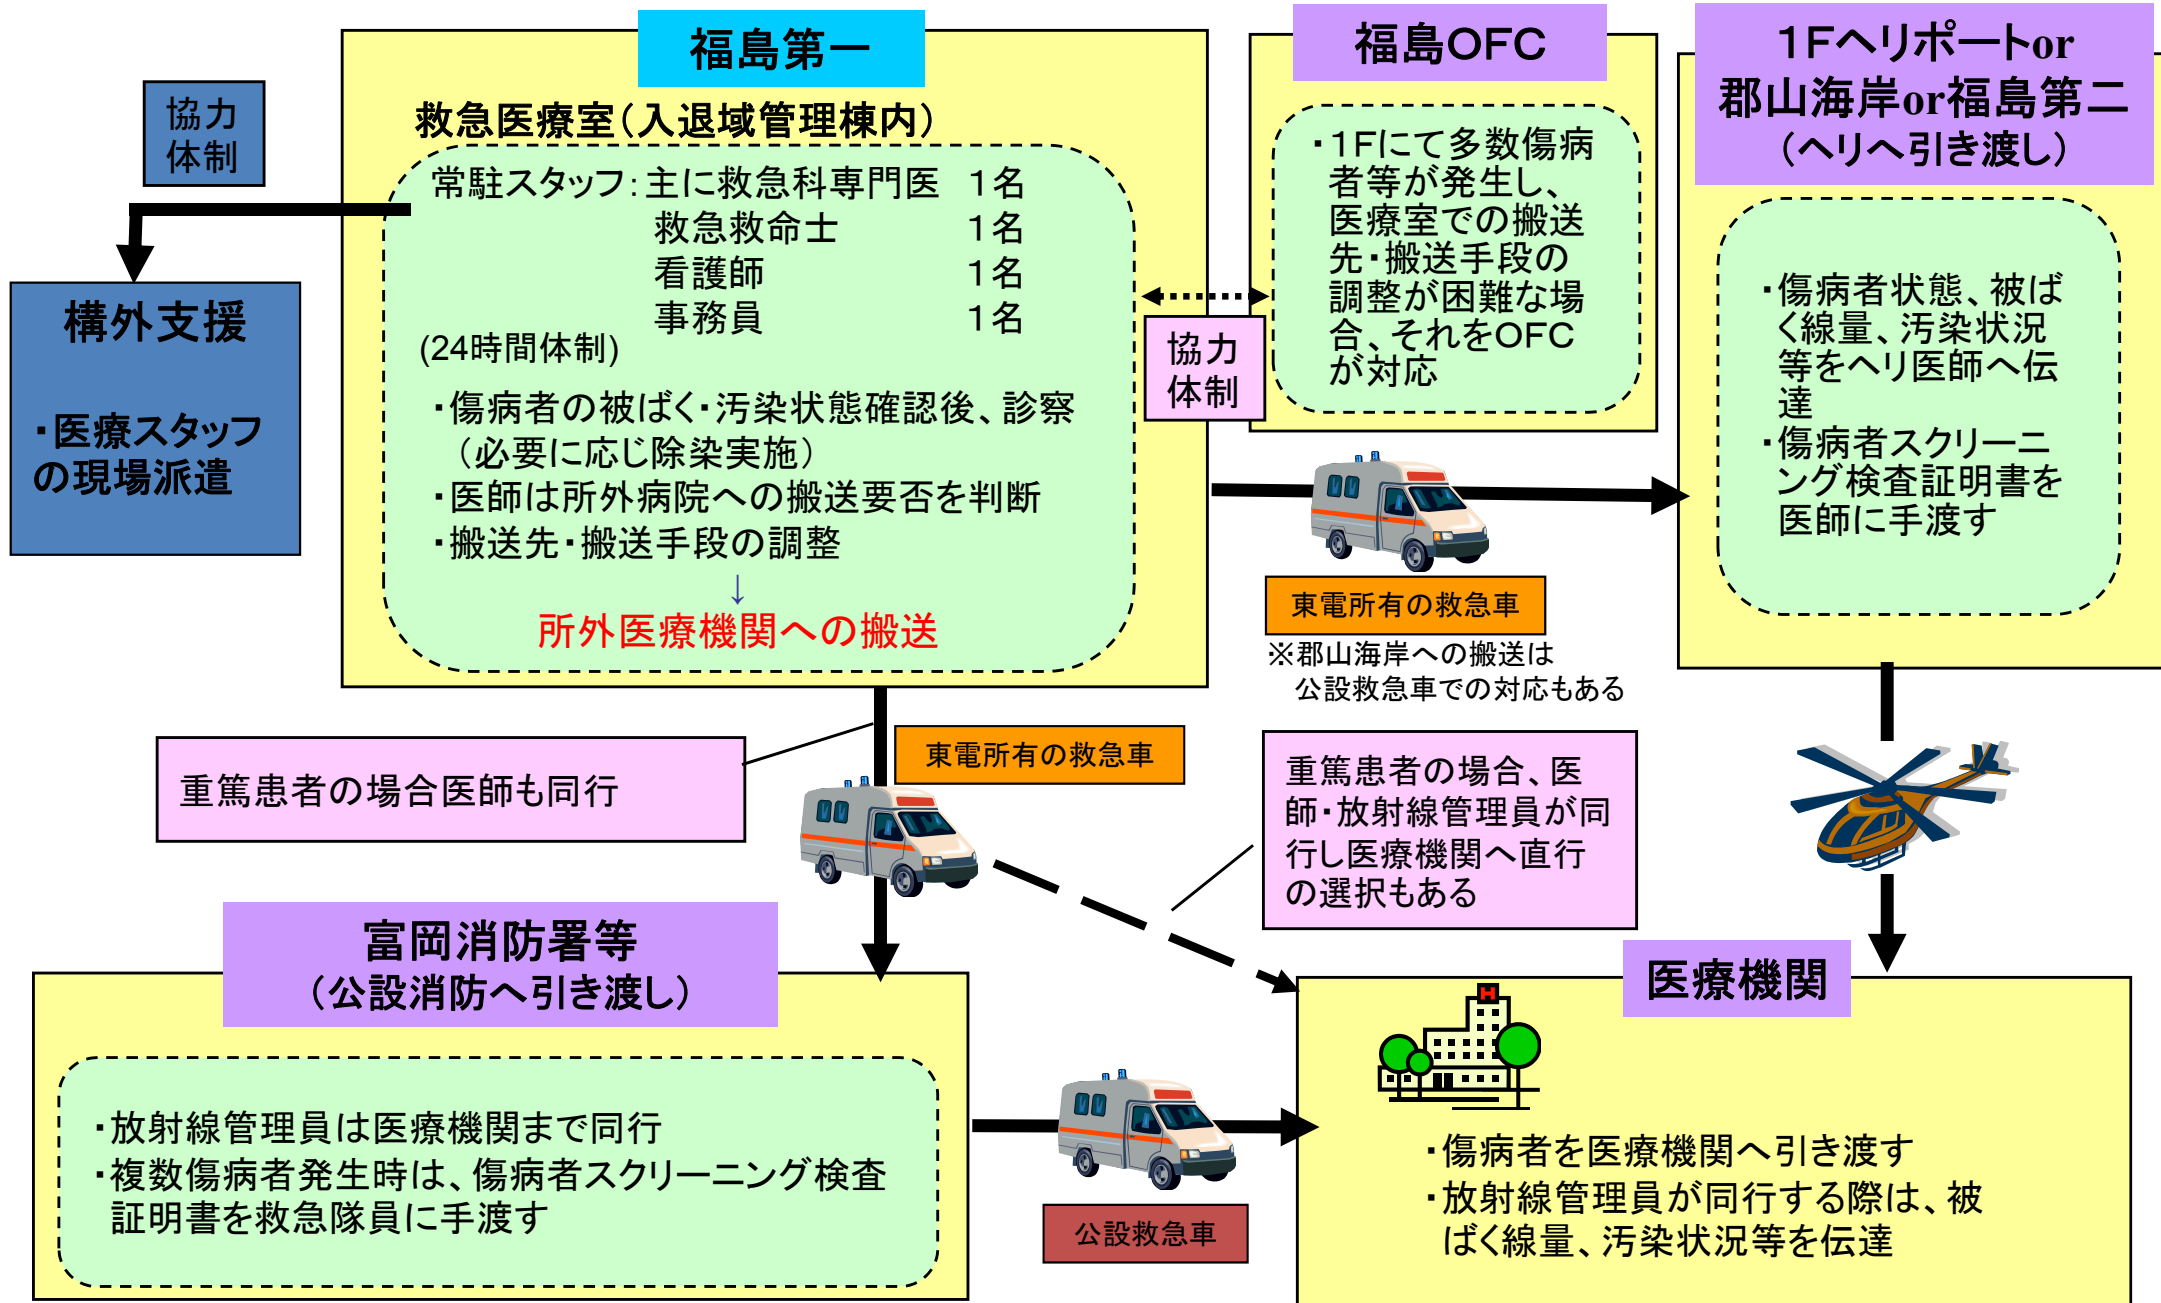 福島第一
救急医療室（入退域管理棟内）
常駐スタッフ：主に救急科専門医 １名
救急救命士 １名
看護師 １名
事務員 １名
(24時間体制)
・傷病者の被ばく・汚染状態確認後、診察
（必要に応じ除染実施）
・医師は所外病院への搬送要否を判断
・搬送先・搬送手段の調整
↓
所外医療機関への搬送
協力
体制
構外支援
・医療スタッフ
の現場派遣
協力
体制
福島ＯＦＣ
・１Ｆにて多数傷病
者等が発生し、
医療室での搬送
先・搬送手段の
調整が困難な場
合、それをＯＦＣ
が対応
１Ｆヘリポートor
郡山海岸or福島第二
（ヘリへ引き渡し）
・傷病者状態、被ば
く線量、汚染状況
等をヘリ医師へ伝
達
・傷病者スクリーニ
ング検査証明書を
医師に手渡す
東電所有の救急車
※郡山海岸への搬送は
公設救急車での対応もある
重篤患者の場合医師も同行
東電所有の救急車
重篤患者の場合、医
師・放射線管理員が同
行し医療機関へ直行
の選択もある
富岡消防署等
（公設消防へ引き渡し）
・放射線管理員は医療機関まで同行
・複数傷病者発生時は、傷病者スクリーニング検査
証明書を救急隊員に手渡す
公設救急車
医療機関
H
・傷病者を医療機関へ引き渡す
・放射線管理員が同行する際は、被
ばく線量、汚染状況等を伝達